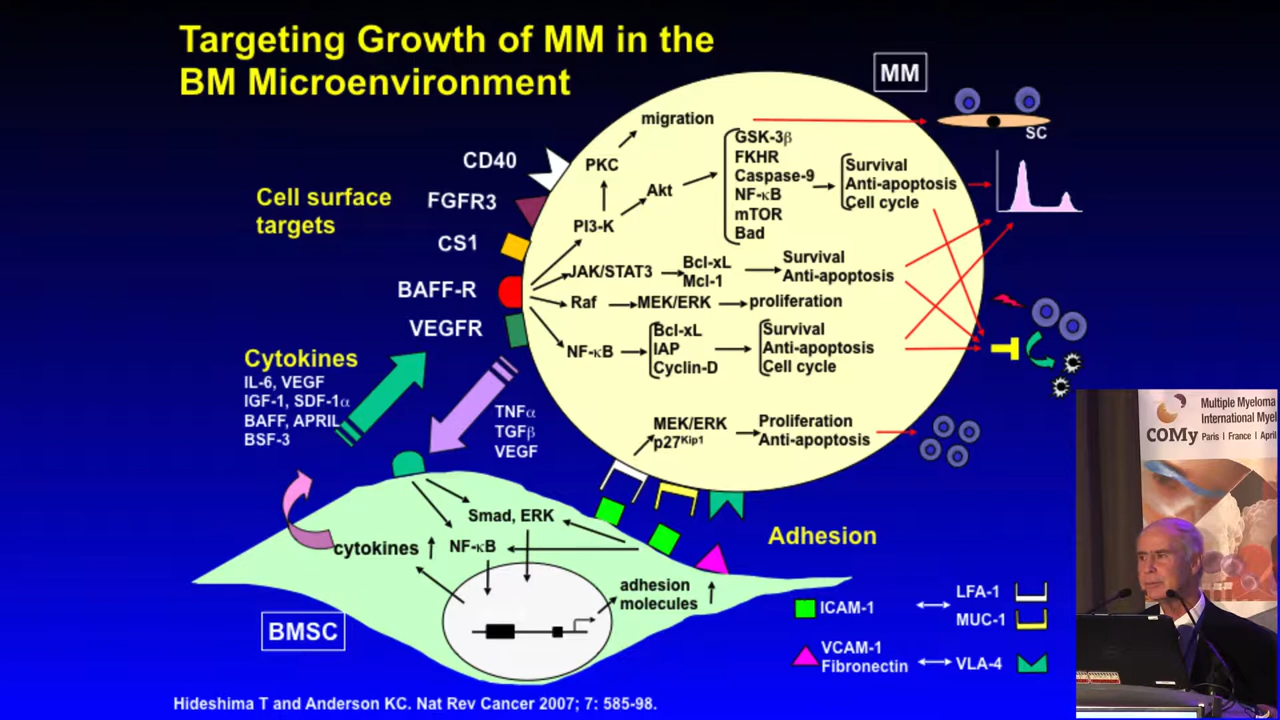 Targeting Growth of MM in the
BM Microenvironment
MM
migration
SC
GSK-3β
FKHR
Caspase-9
NF-κB
mTOR
Bad
PKC
Akt
PI3-K
Survival
Anti-apoptosis
Cell cycle
CD40
FGFR3
CS1
BAFF-R
VEGFR
Cell surface
targets
JAK/STAT3
Bcl-xL
Mcl-1
Survival
Anti-apoptosis
Raf
MEK/ERK
proliferation
NF-κB
Bcl-xL
IAP
Cyclin-D
Survival
Anti-apoptosis
Cell cycle
Cytokines
IL-6, VEGF
IGF-1, SDF-1α
BAFF, APRIL
BSF-3
TNFα
TGFβ
VEGF
MEK/ERK
p27Kip1
Proliferation
Anti-apoptosis
Smad, ERK
cytokines
NF-κB
adhesion
molecules
BMSC
Adhesion
ICAM-1
LFA-1
MUC-1
VCAM-1
Fibronectin
VLA-4
Hideshima T and Anderson KC. Nat Rev Cancer 2007; 7: 585-98.
COMy
Multiple Myeloma
International Myel
Paris | France | April